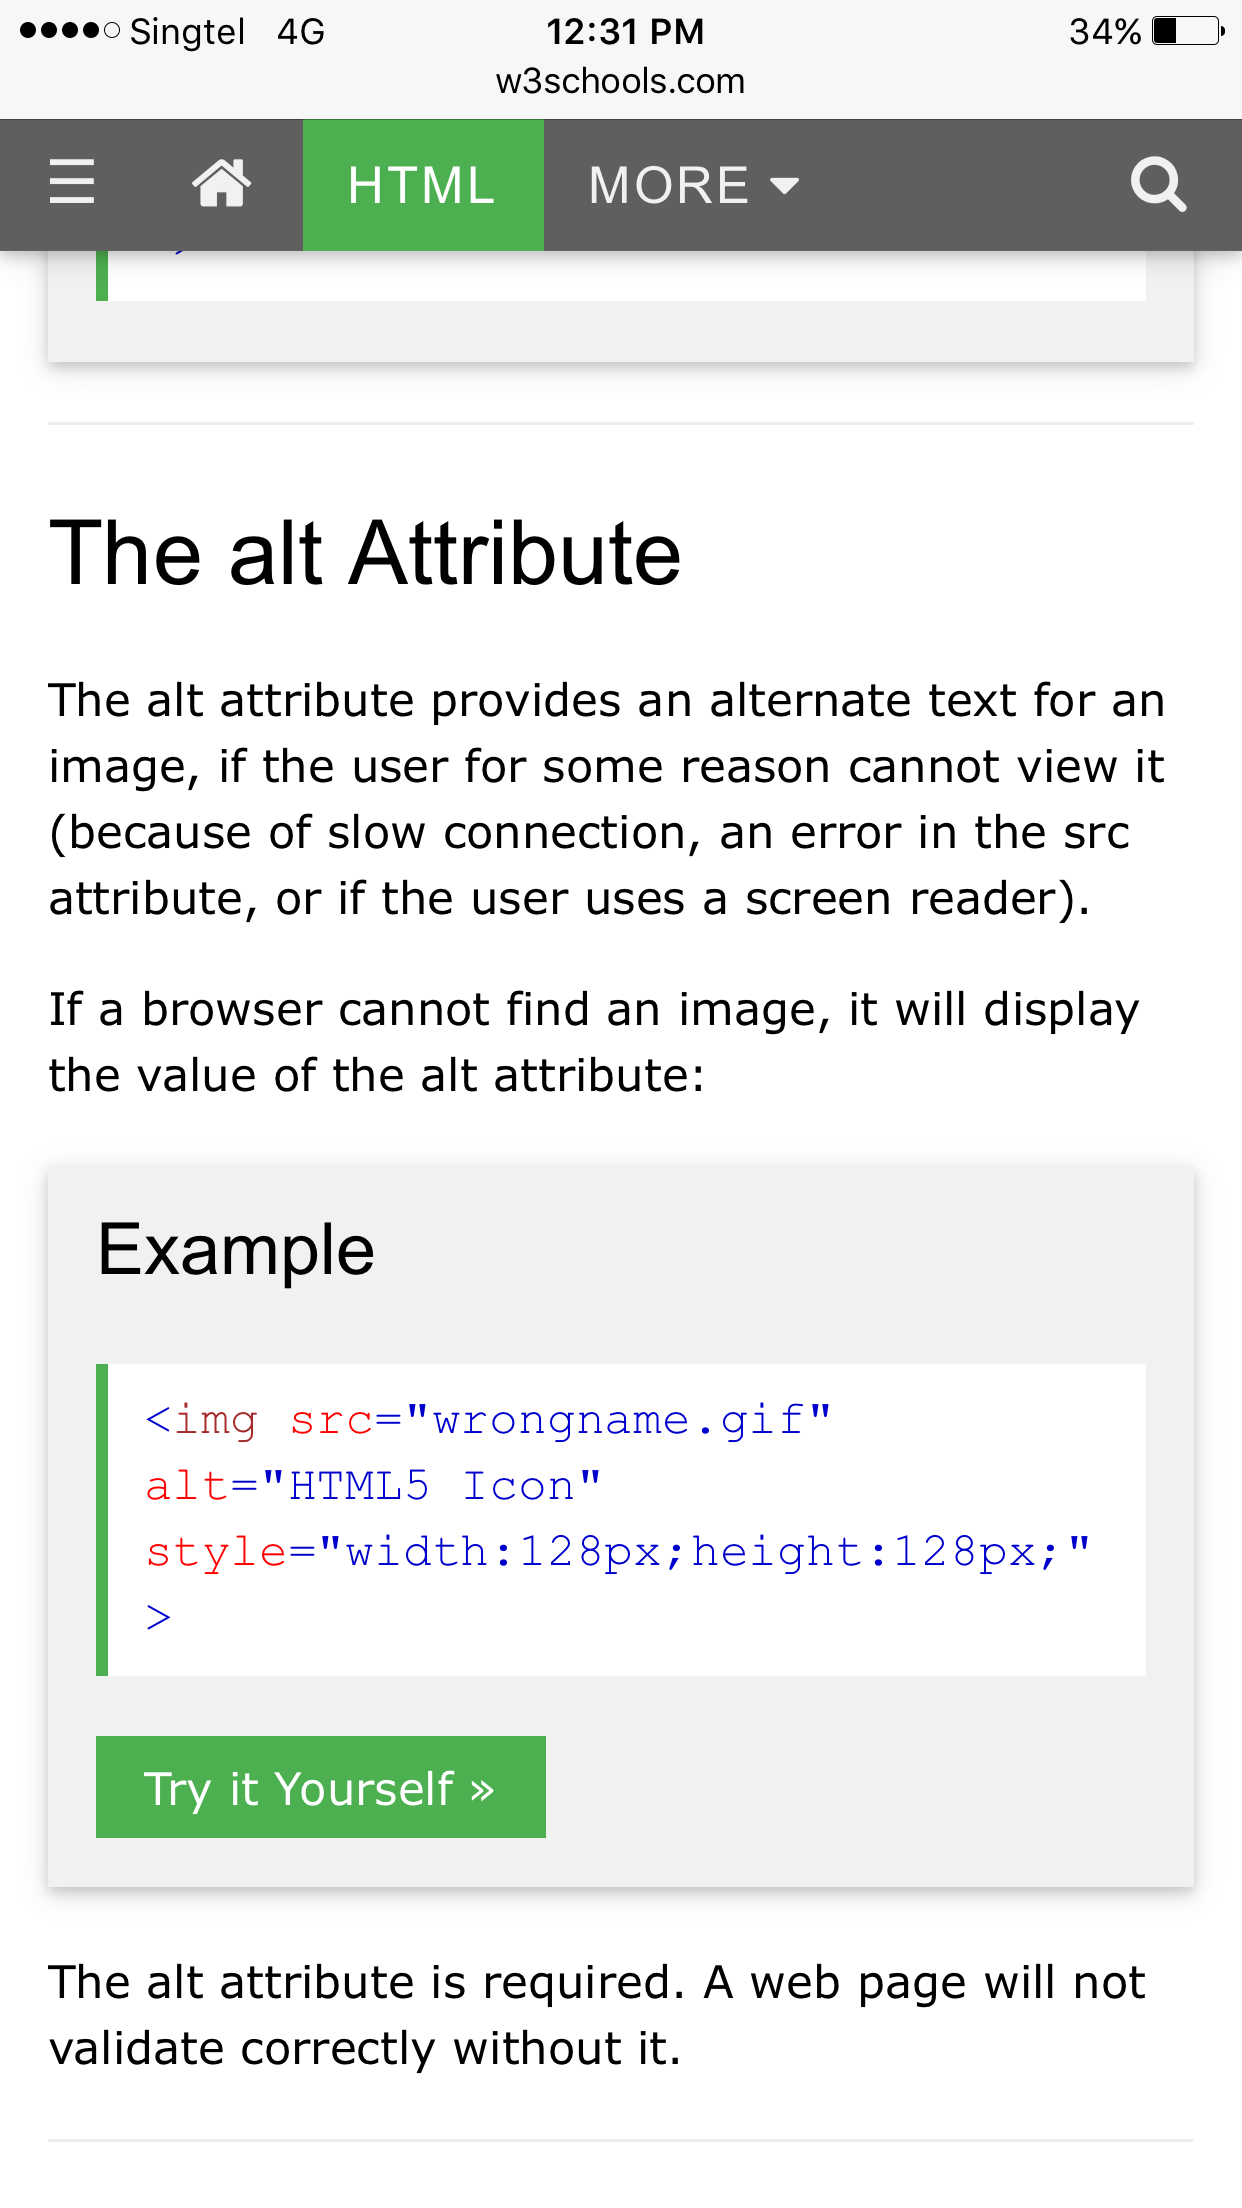 Singtel 4G 12:31 PM 34%
w3schools.com
HTML MORE
The alt Attribute
The alt attribute provides an alternate text for an
image, if the user for some reason cannot view it
(because of slow connection, an error in the src
attribute, or if the user uses a screen reader).
If a browser cannot find an image, it will display
the value of the alt attribute:
Example
<img src="wrongname.gif"
alt="HTML5 Icon"
style="width:128px;height:128px;"
>
Try it Yourself »
The alt attribute is required. A web page will not
validate correctly without it.